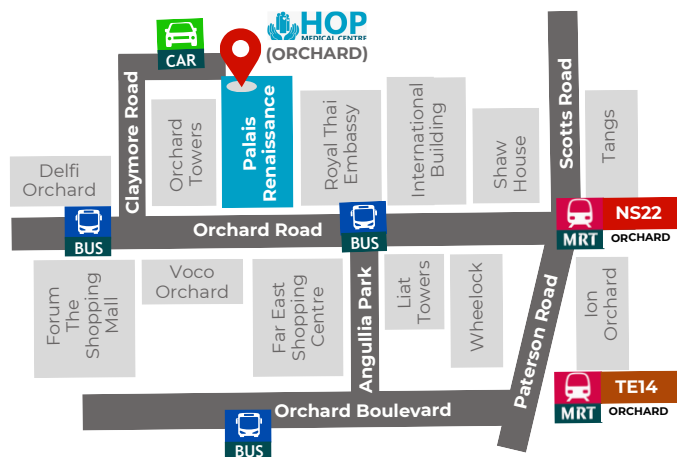 HOP
MEDICAL CENTRE
(ORCHARD)
CAR
Claymore Road
Orchard
Towers
Palais
Renaissance
Royal Thai
Embassy
International
Building
Shaw
House
Scotts Road
Tangs
Delfi
Orchard
BUS
Orchard Road
BUS
MRT
NS22
ORCHARD
Forum
The
Shopping
Mall
Voco
Orchard
Far East
Shopping
Centre
Angullia Park
Liat
Towers
Wheelock
Paterson Road
Ion
Orchard
MRT
TE14
ORCHARD
Orchard Boulevard
BUS